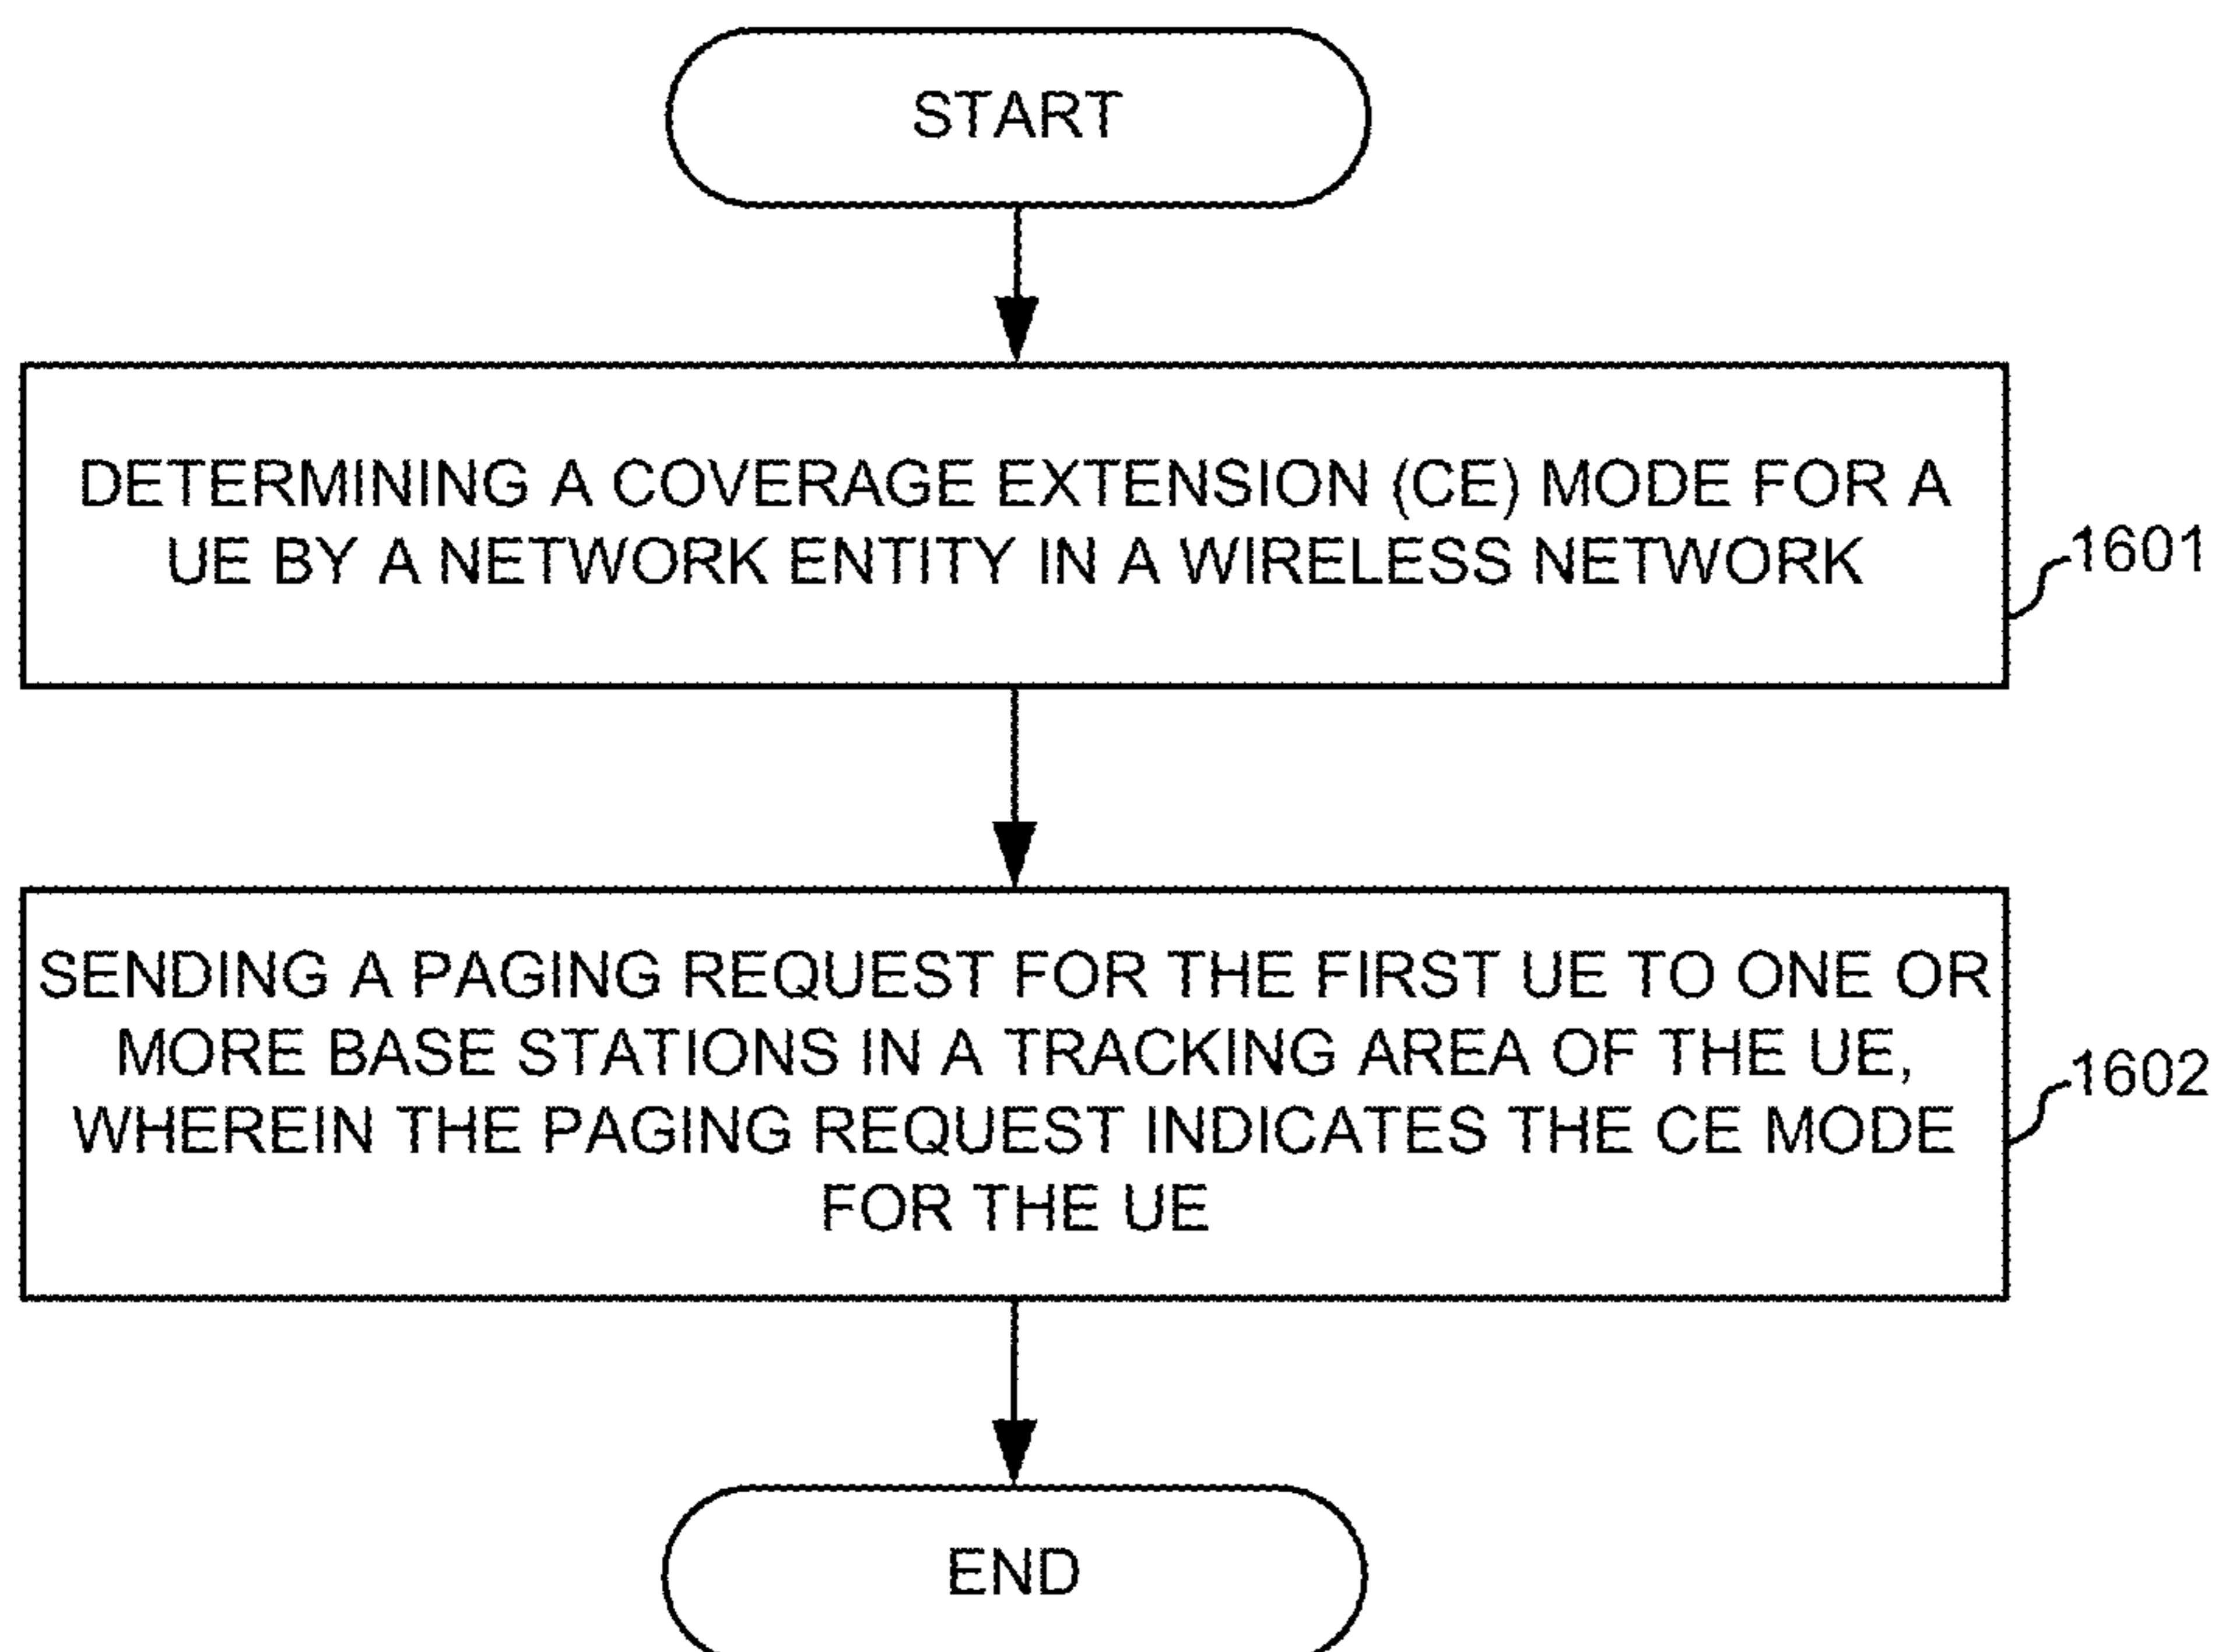 START
DETERMINING A COVERAGE EXTENSION (CE) MODE FOR A
UE BY A NETWORK ENTITY IN A WIRELESS NETWORK
1601
SENDING A PAGING REQUEST FOR THE FIRST UE TO ONE OR
MORE BASE STATIONS IN A TRACKING AREA OF THE UE,
WHEREIN THE PAGING REQUEST INDICATES THE CE MODE
FOR THE UE
1602
END